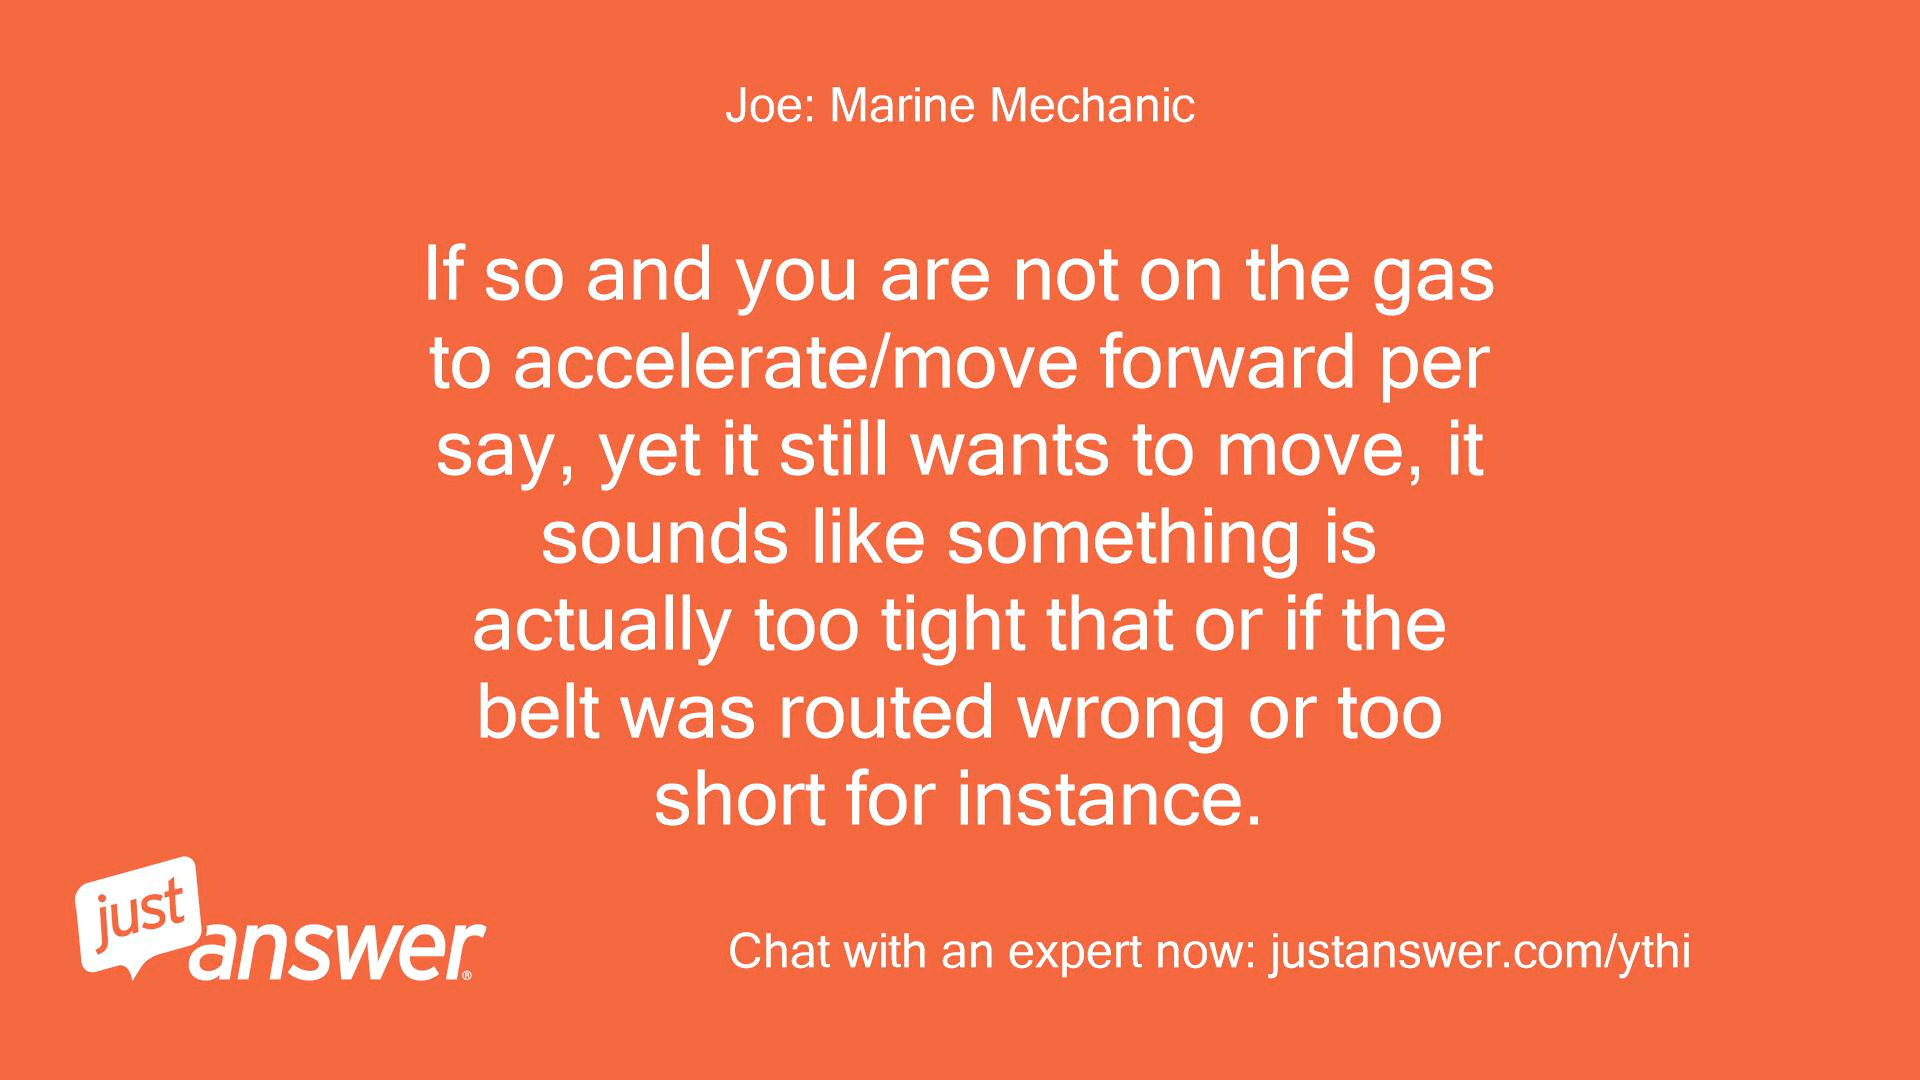 Joe: Marine Mechanic
If so and you are not on the gas
to accelerate/move forward per
say, yet it still wants to move, it
sounds like something is
actually too tight that or if the
belt was routed wrong or too
short for instance.
just
answer®
Chat with an expert now: justanswer.com/ythi